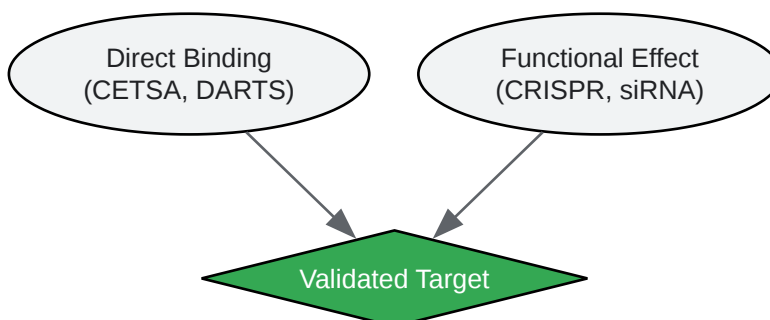 Direct Binding
(CETSA, DARTS)
Functional Effect
(CRISPR, siRNA)
Validated Target